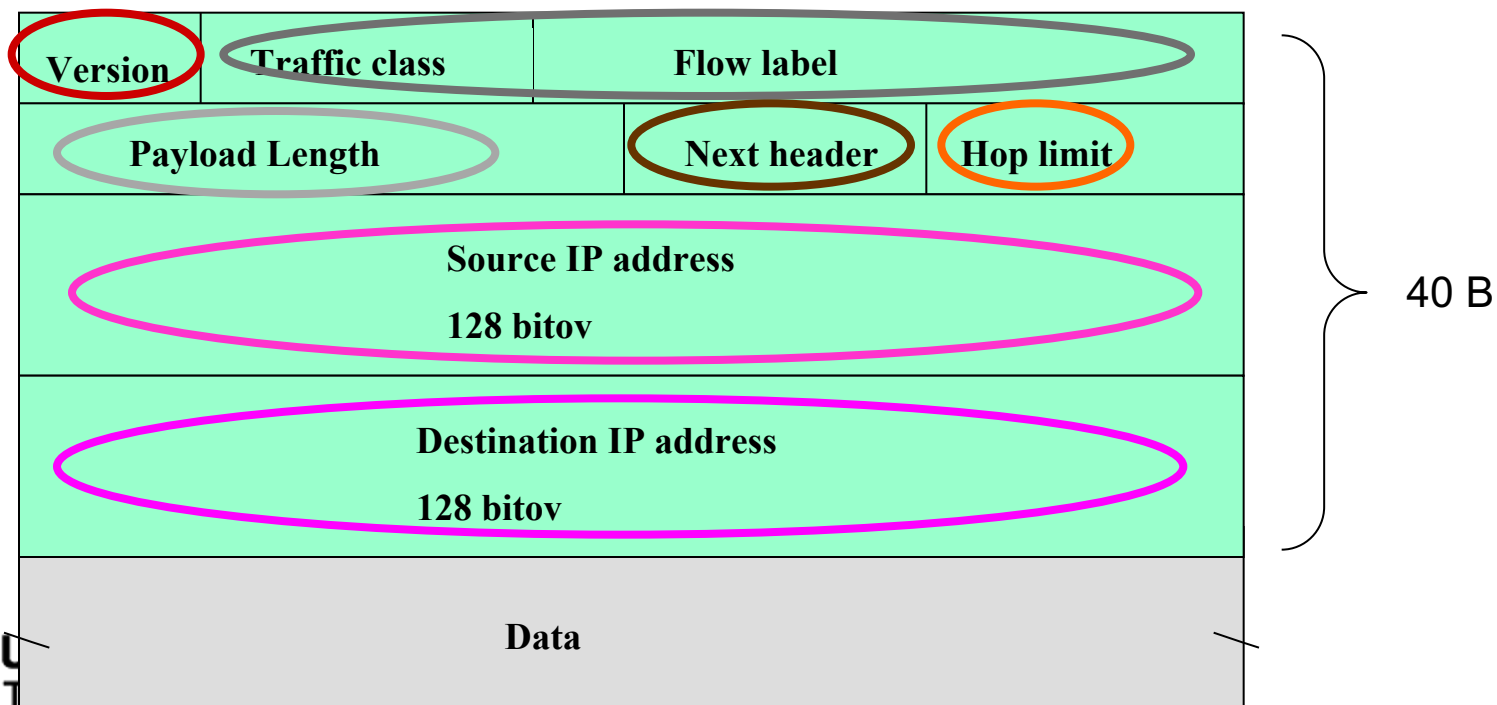 Version Traffic class Flow label
Payload Length Next header Hop limit
Source IP address
128 bitov
40 B
Destination IP address
128 bitov
Data